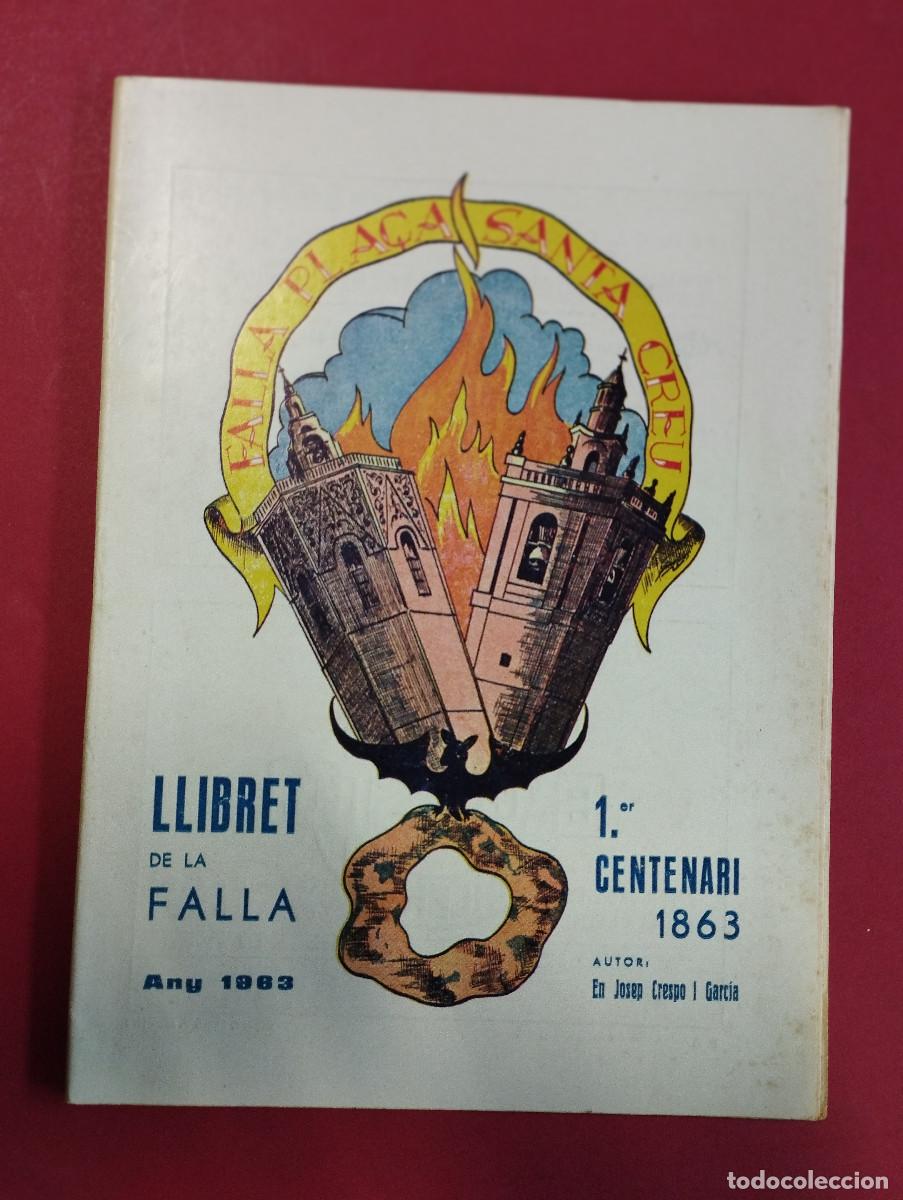 FALLA PLAÇA SANTA CREU
LLIBRET
DE LA
FALLA
Any 1963
1.er
CENTENARI
1863
AUTOR:
En Josep Crespo I García
todocoleccion